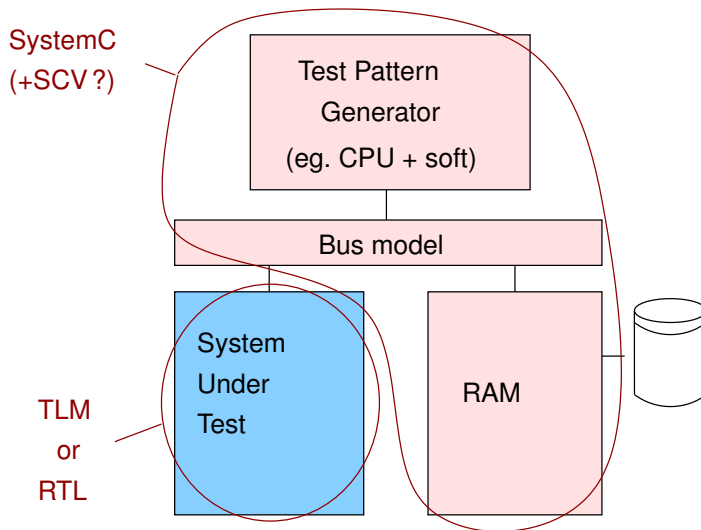 SystemC
(+SCV ?)
Test Pattern
Generator
(eg. CPU + soft)
Bus model
System
Under
Test
RAM
TLM
or
RTL